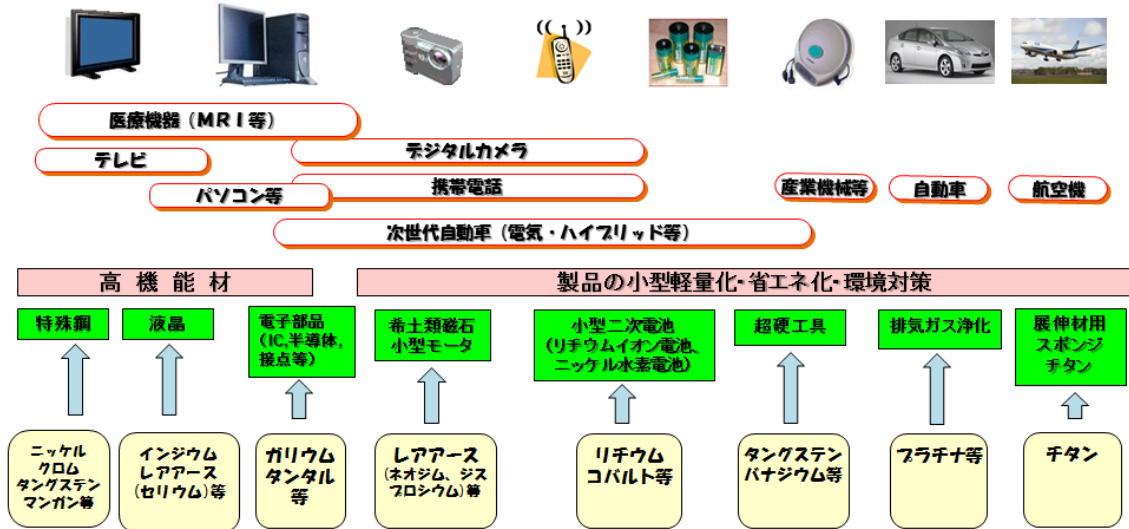 医療機器（MRI等）
テレビ
デジタルカメラ
パソコン等
携帯電話
産業機械等
自動車
航空機
次世代自動車（電気・ハイブリッド等）
高機能材
製品の小型軽量化・省エネ化・環境対策
特殊鋼
液晶
電子部品
（IC,半導体,
接点等）
希土類磁石
小型モータ
小型二次電池
（リチウムイオン電池、
ニッケル水素電池）
超硬工具
排気ガス浄化
展伸材用
スポンジ
チタン
ニッケル
クロム
タングステン
マンガン等
インジウム
レアアース
（セリウム）等
ガリウム
タンタル
等
レアアース
（ネオジム、ジス
プロシウム）等
リチウム
コバルト等
タングステン
バナジウム等
プラチナ等
チタン